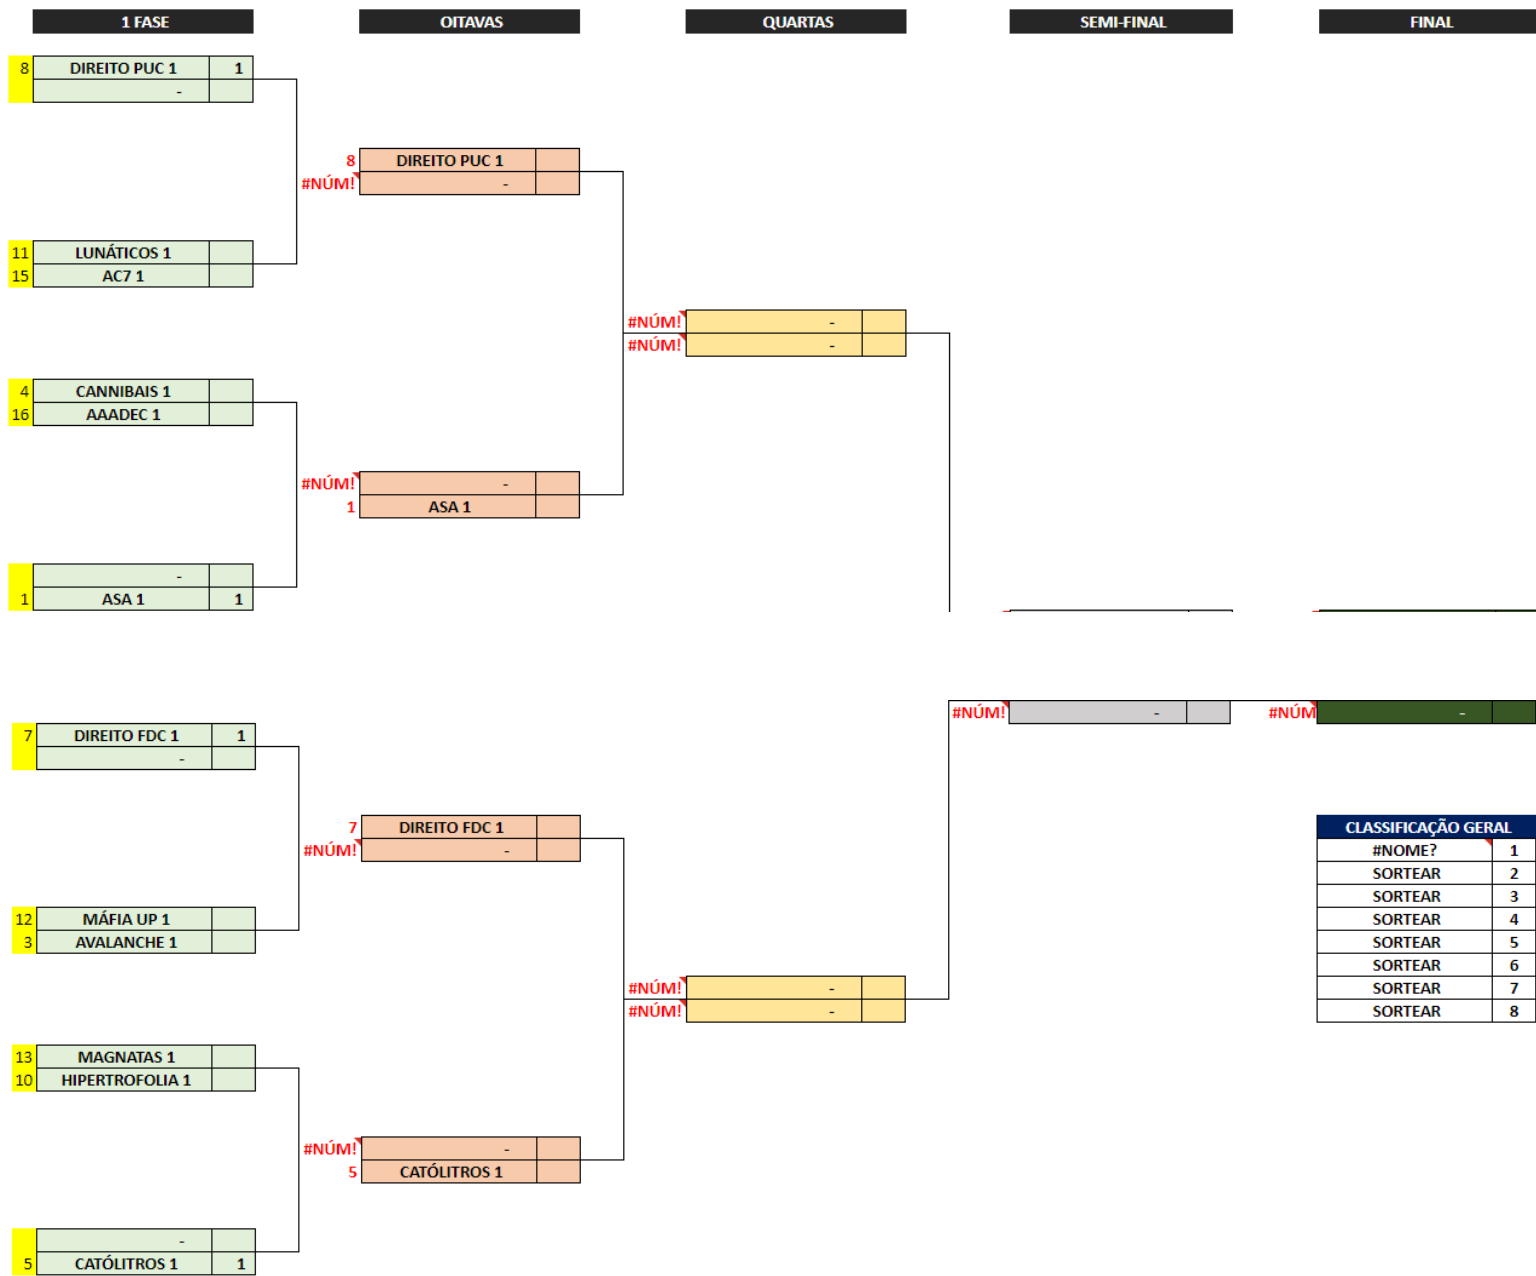 1 FASE OITAVAS QUARTAS SEMI-FINAL FINAL
8 DIREITO PUC 1 1
-
8 DIREITO PUC 1
#NÚM! -
11 LUNÁTICOS 1
15 AC7 1
#NÚM! -
#NÚM! -
4 CANNIBAIS 1
16 AAADEC 1
#NÚM! -
1 ASA 1
-
1 ASA 1 1
#NÚM! - #NÚM -
7 DIREITO FDC 1 1
-
7 DIREITO FDC 1 CLASSIFICAÇÃO GERAL
#NÚM! - #NOME? 1
SORTEAR 2
SORTEAR 3
12 MÁFIA UP 1 SORTEAR 4
3 AVALANCHE 1 SORTEAR 5
SORTEAR 6
#NÚM! - SORTEAR 7
#NÚM! - SORTEAR 8
13 MAGNATAS 1
10 HIPERTROFOLIA 1
#NÚM! -
5 CATÓLITROS 1
-
5 CATÓLITROS 1 1